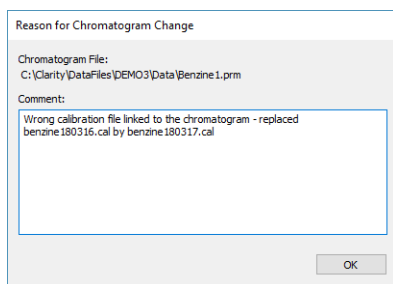 Reason for Chromatogram Change
Chromatogram File:
C:\Clarity\DataFiles\DEMO3\Data\Benzine1.prm
Comment:
Wrong calibration file linked to the chromatogram - replaced
benzine180316.cal by benzine180317.cal
OK